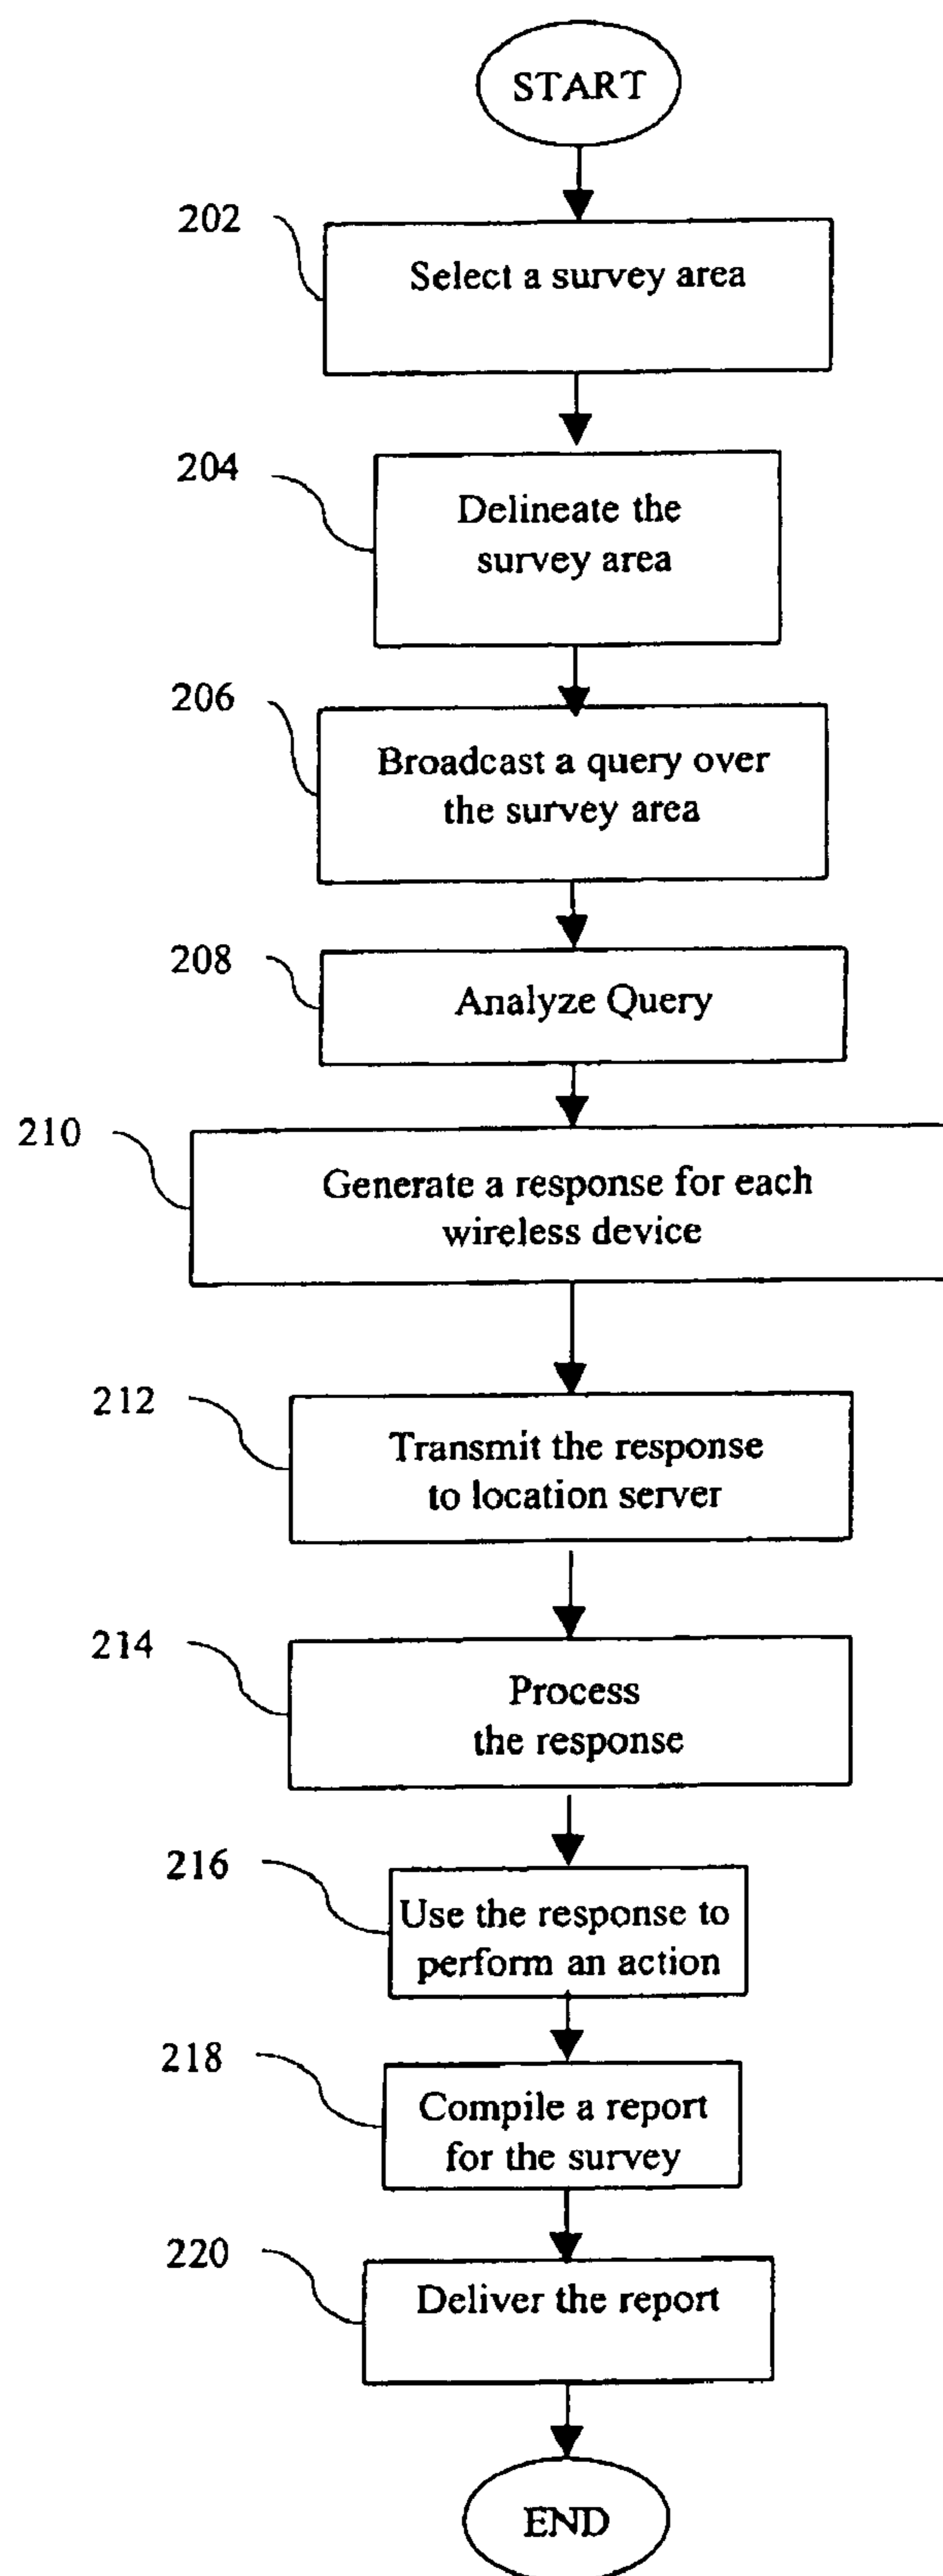 START
202
Select a survey area
204
Delineate the
survey area
206
Broadcast a query over
the survey area
208
Analyze Query
210
Generate a response for each
wireless device
212
Transmit the response
to location server
214
Process
the response
216
Use the response to
perform an action
218
Compile a report
for the survey
220
Deliver the report
END